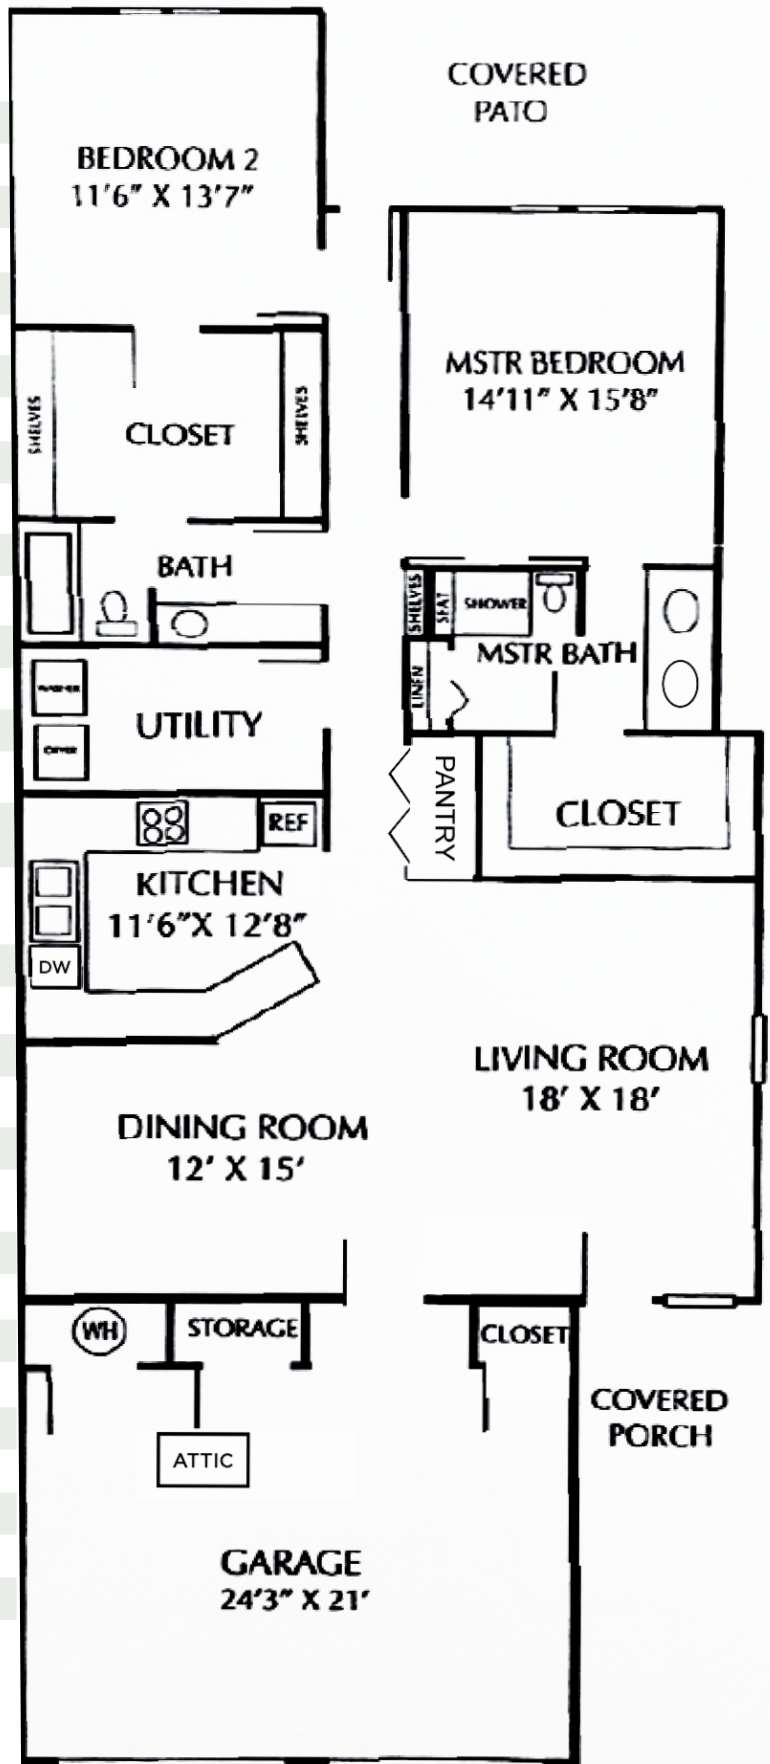 COVERED
PATO
BEDROOM 2
11'6" X 13'7"
MSTR BEDROOM
14'11" X 15'8"
SHELVES
CLOSET
SHELVES
BATH
SHELVES
SEAT
SHOWER
MSTR BATH
LINEN
WASHER
DRYER
UTILITY
PANTRY
CLOSET
REF
KITCHEN
11'6"X 12'8"
DW
LIVING ROOM
18' X 18'
DINING ROOM
12' X 15'
WH
STORAGE
CLOSET
COVERED
PORCH
ATTIC
GARAGE
24'3" X 21'